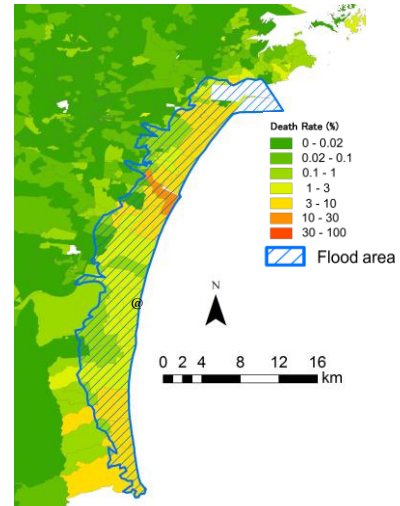 Death Rate (%)
0 - 0.02
0.02 - 0.1
0.1 - 1
1 - 3
3 - 10
10 - 30
30 - 100
Flood area
@
N
0 2 4 8 12 16
km